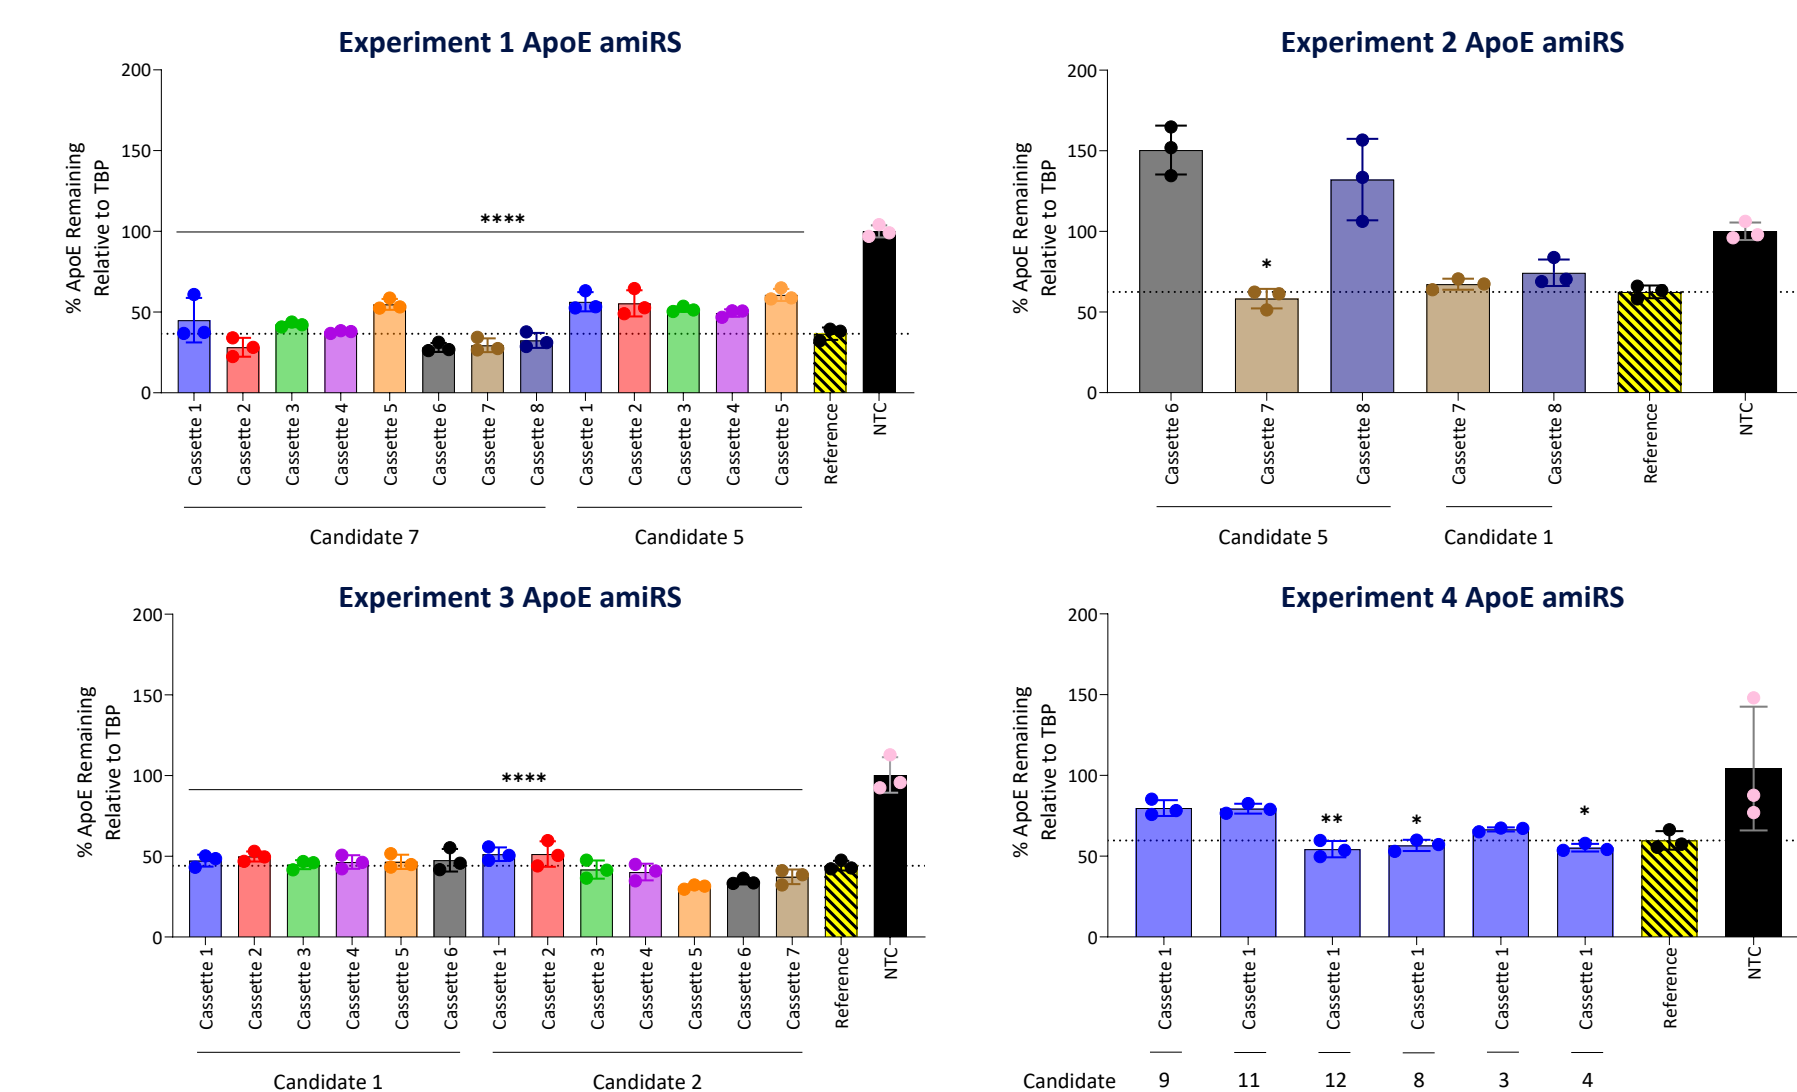 Experiment 1 ApoE amiRS
% ApoE Remaining
Relative to TBP
200
150
100
50
0
****
Cassette 1
Cassette 2
Cassette 3
Cassette 4
Cassette 5
Cassette 6
Cassette 7
Cassette 8
Cassette 1
Cassette 2
Cassette 3
Cassette 4
Cassette 5
Reference
NTC
Candidate 7
Candidate 5
Experiment 2 ApoE amiRS
% ApoE Remaining
Relative to TBP
200
150
100
50
0
*
Cassette 6
Cassette 7
Cassette 8
Cassette 7
Cassette 8
Reference
NTC
Candidate 5
Candidate 1
Experiment 3 ApoE amiRS
% ApoE Remaining
Relative to TBP
200
150
100
50
0
****
Cassette 1
Cassette 2
Cassette 3
Cassette 4
Cassette 5
Cassette 6
Cassette 1
Cassette 2
Cassette 3
Cassette 4
Cassette 5
Cassette 6
Cassette 7
Reference
NTC
Candidate 1
Candidate 2
Experiment 4 ApoE amiRS
% ApoE Remaining
Relative to TBP
200
150
100
50
0
**
*
*
Cassette 1
Cassette 1
Cassette 1
Cassette 1
Cassette 1
Cassette 1
Reference
NTC
Candidate 9 11 12 8 3 4